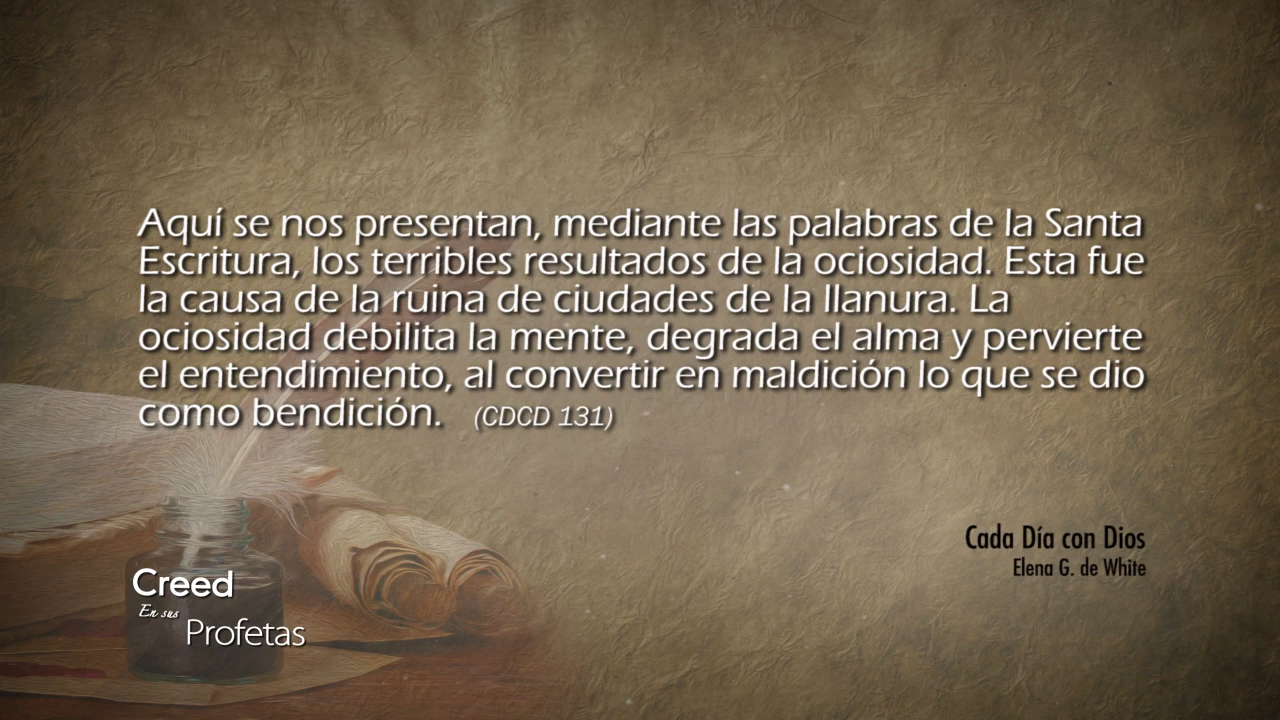 Aquí se nos presentan, mediante las palabras de la Santa
Escritura, los terribles resultados de la ociosidad. Esta fue
la causa de la ruina de ciudades de la llanura. La
ociosidad debilita la mente, degrada el alma y pervierte
el entendimiento, al convertir en maldición lo que se dio
como bendición. (CDCD 131)
Cada Día con Dios
Elena G. de White
Creed
En sus
Profetas